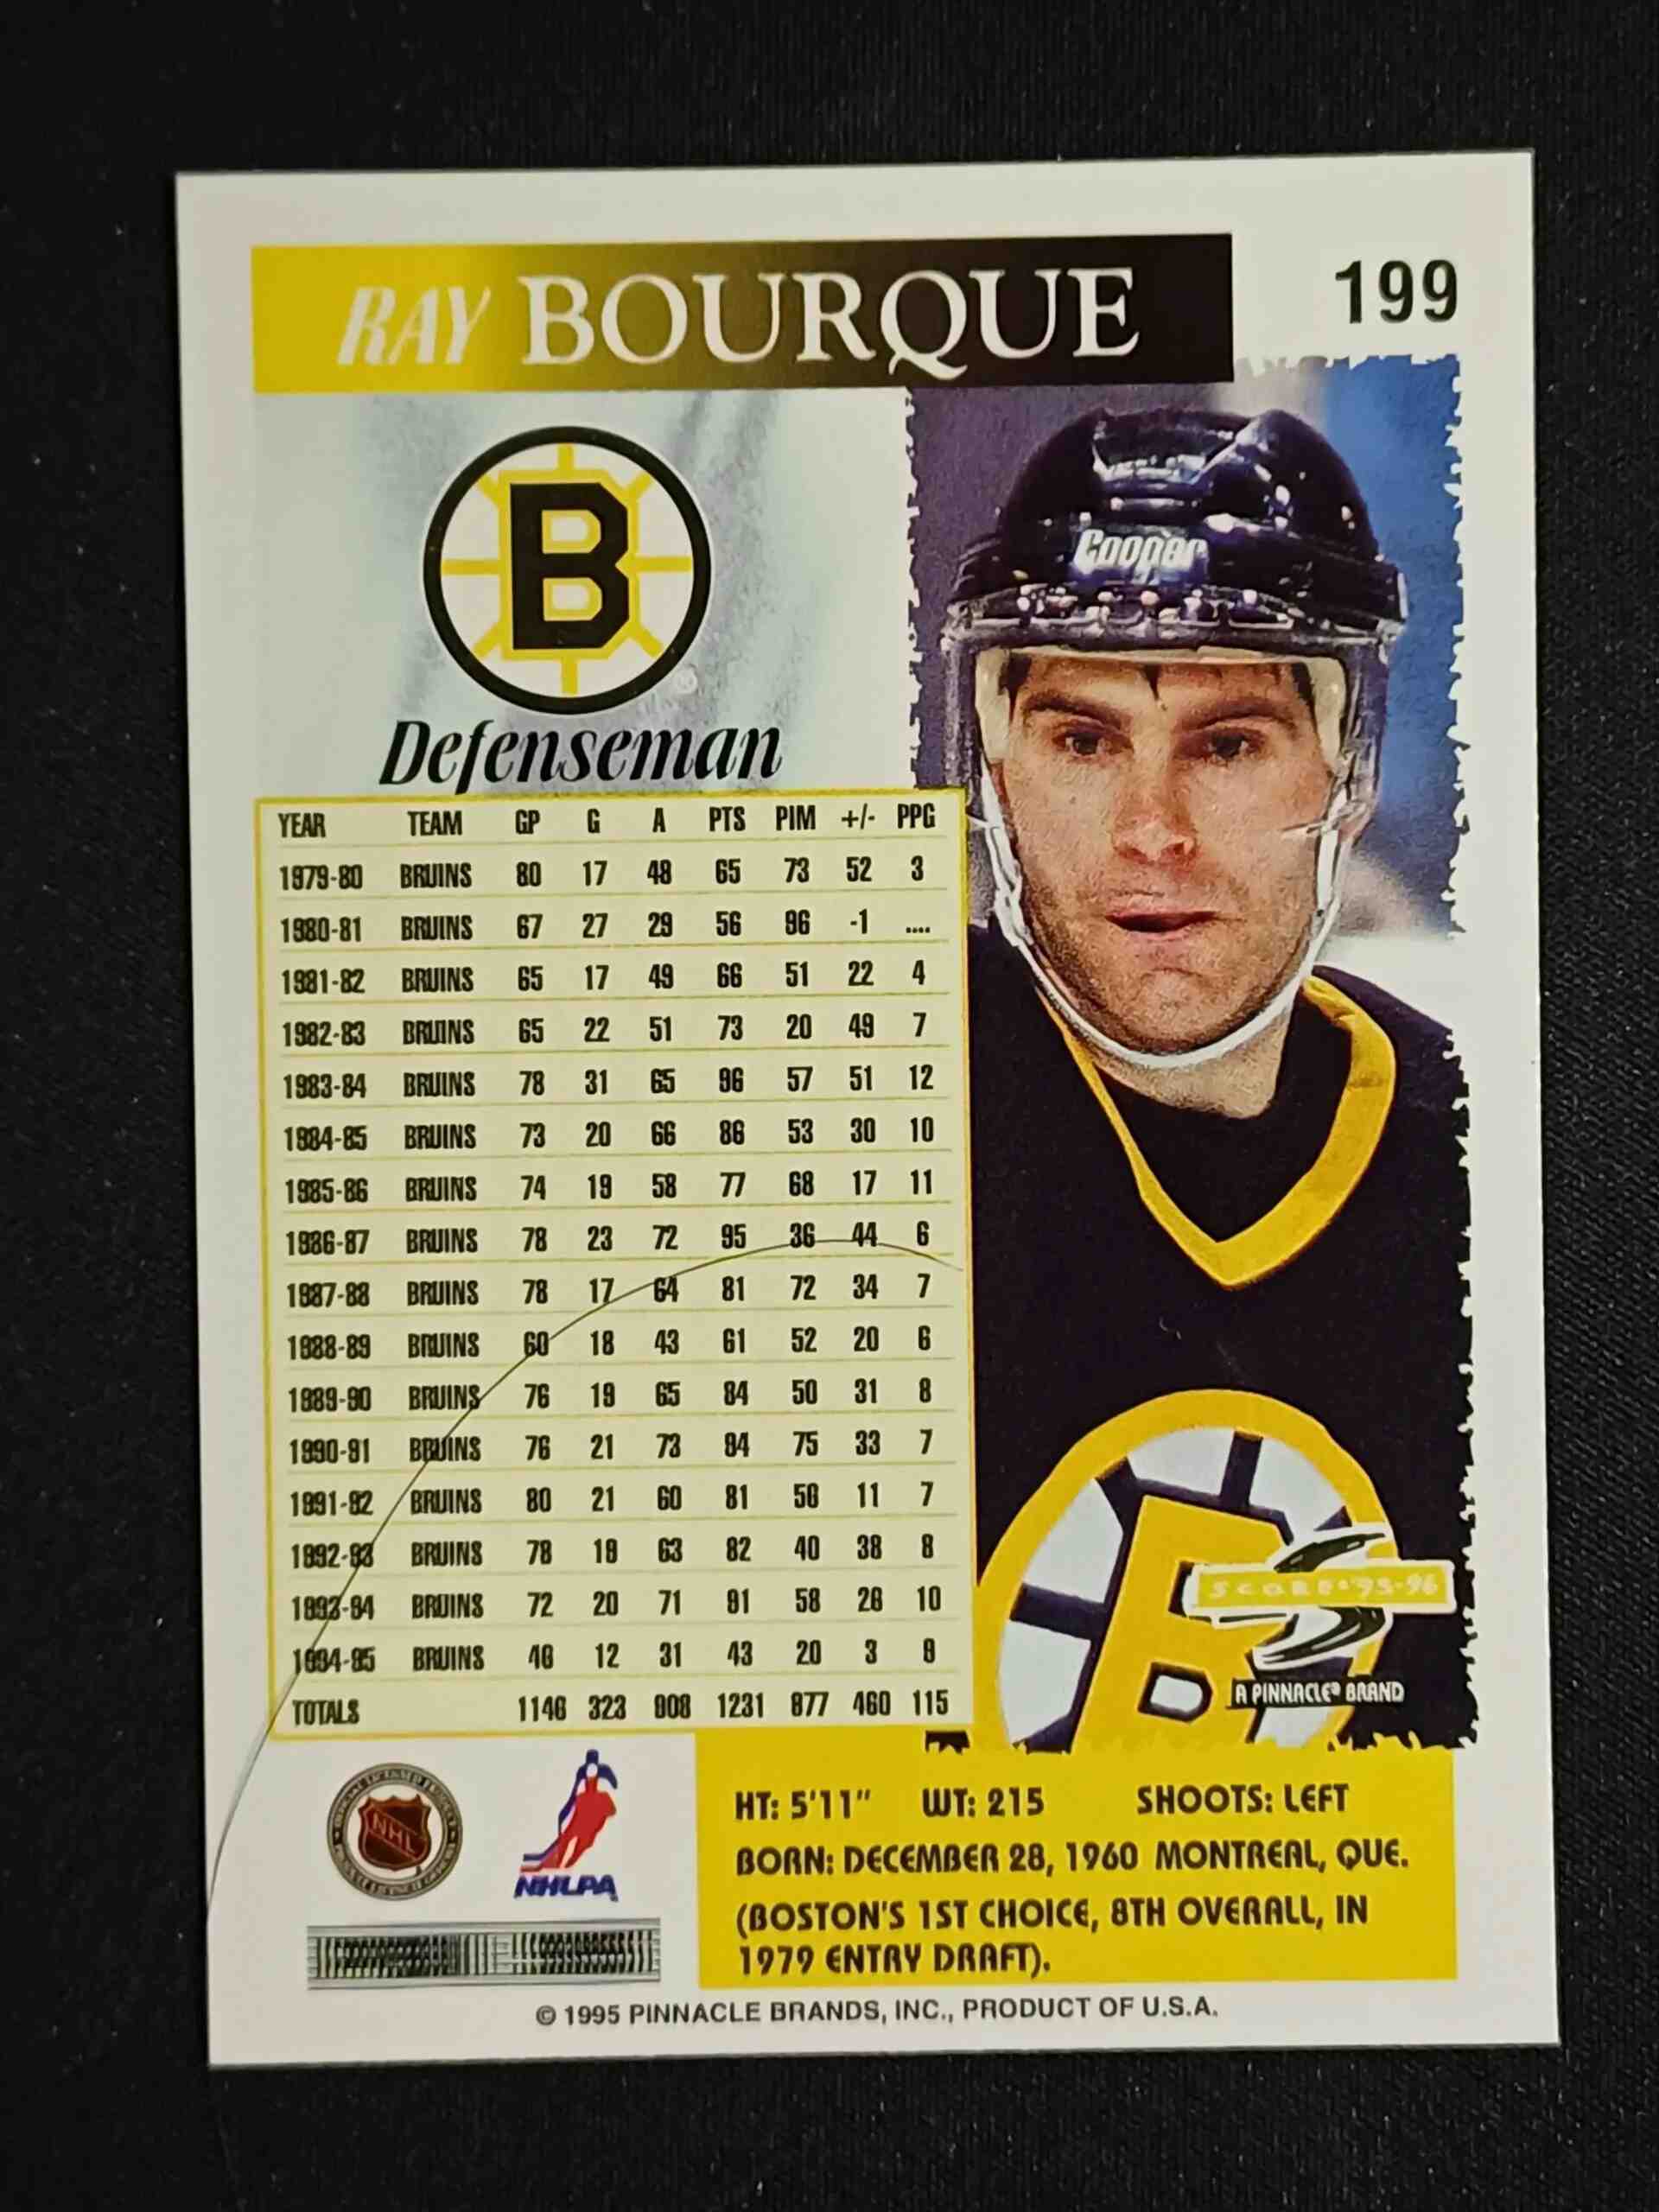 RAY BOURQUE
199
B
Cooper
Defenseman
YEAR TEAM GP G A PTS PIM +/- PPG
1979-80 BRUINS 80 17 48 65 73 52 3
1980-81 BRUINS 67 27 29 56 96 -1 ....
1981-82 BRUINS 65 17 49 66 51 22 4
1982-83 BRUINS 65 22 51 73 20 49 7
1983-84 BRUINS 78 31 65 96 57 51 12
1984-85 BRUINS 73 20 66 86 53 30 10
1985-86 BRUINS 74 19 58 77 68 17 11
1986-87 BRUINS 78 23 72 95 36 44 6
1987-88 BRUINS 78 17 64 81 72 34 7
1988-89 BRUINS 60 18 43 61 52 20 6
1989-90 BRUINS 76 19 65 84 50 31 8
1990-91 BRUINS 76 21 73 94 75 33 7
1991-92 BRUINS 80 21 60 81 56 11 7
1992-93 BRUINS 78 19 63 82 40 38 8
1993-94 BRUINS 72 20 71 91 58 26 10
1994-95 BRUINS 46 12 31 43 20 3 9
TOTALS 1146 323 908 1231 877 460 115
B
SCORE '95-96
A PINNACLE® BRAND
NHL
NHLPA
HT: 5'11" WT: 215 SHOOTS: LEFT
BORN: DECEMBER 28, 1960 MONTREAL, QUE.
(BOSTON'S 1ST CHOICE, 8TH OVERALL, IN
1979 ENTRY DRAFT).
© 1995 PINNACLE BRANDS, INC., PRODUCT OF U.S.A.